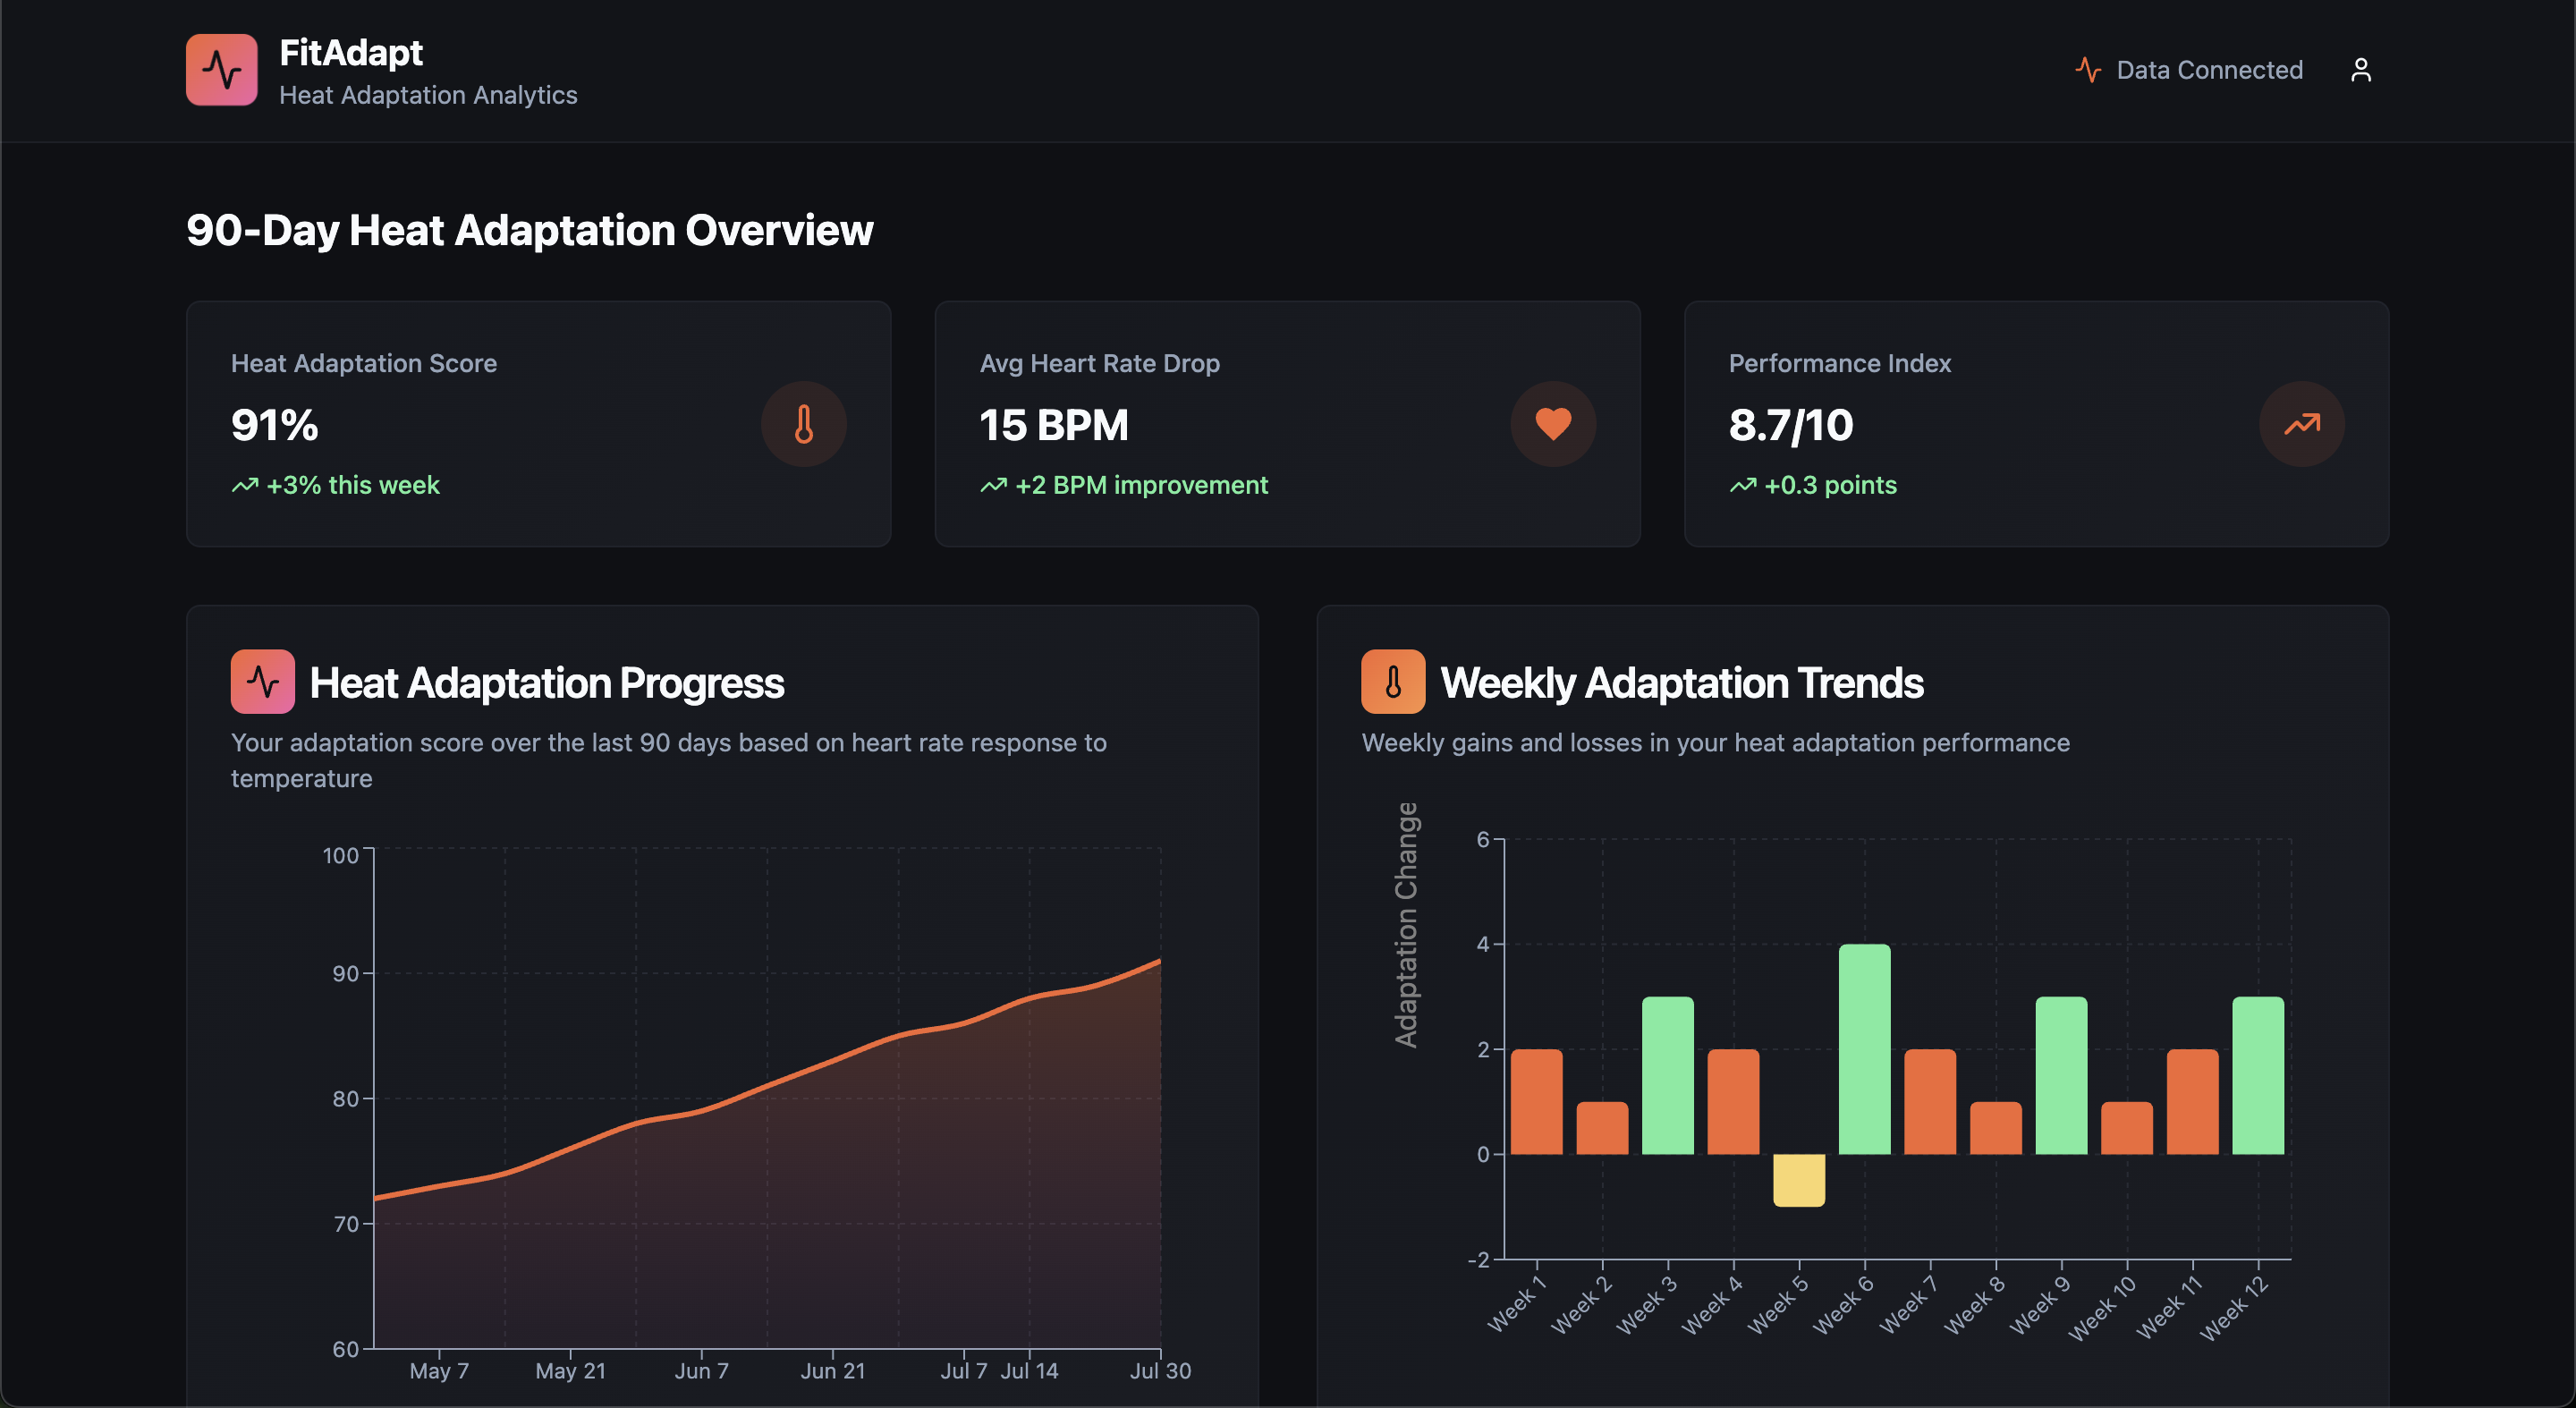 FitAdapt
Heat Adaptation Analytics
Data Connected
90-Day Heat Adaptation Overview
Heat Adaptation Score
91%
+3% this week
Avg Heart Rate Drop
15 BPM
+2 BPM improvement
Performance Index
8.7/10
+0.3 points
Heat Adaptation Progress
Your adaptation score over the last 90 days based on heart rate response to
temperature
100
90
80
70
60
May 7
May 21
Jun 7
Jun 21
Jul 7
Jul 14
Jul 30
Weekly Adaptation Trends
Weekly gains and losses in your heat adaptation performance
Adaptation Change
6
4
2
0
-2
Week 1
Week 2
Week 3
Week 4
Week 5
Week 6
Week 7
Week 8
Week 9
Week 10
Week 11
Week 12